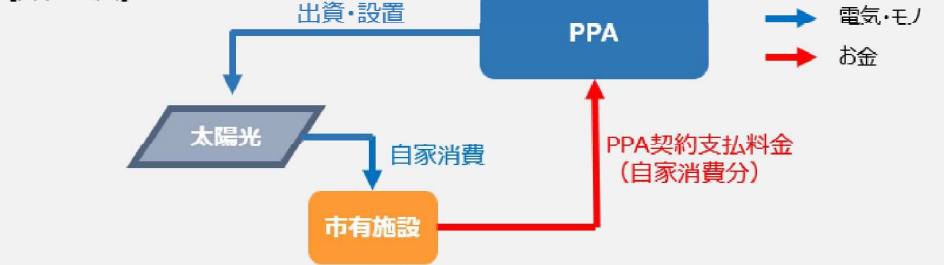 出資・設置
PPA
電気・モノ
お金
太陽光
自家消費
PPA契約支払料金
（自家消費分）
市有施設